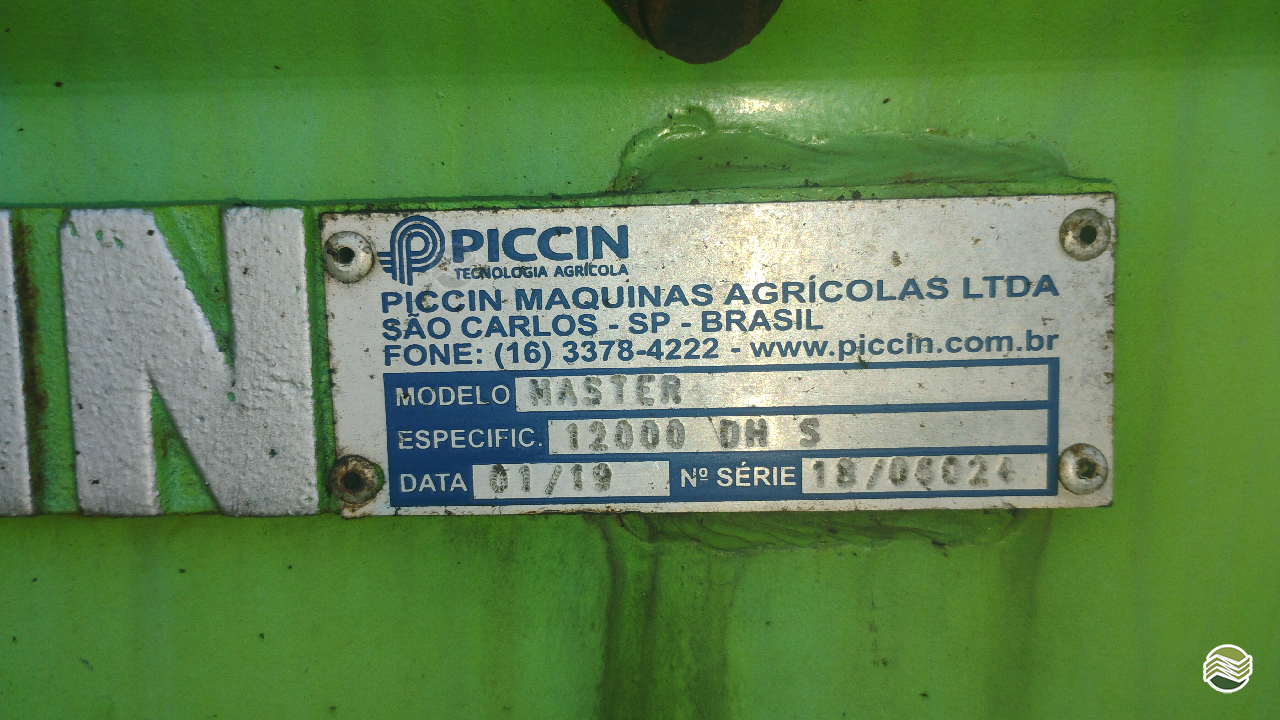 IN
PICCIN
TECNOLOGIA AGRÍCOLA
PICCIN MAQUINAS AGRÍCOLAS LTDA
SÃO CARLOS - SP - BRASIL
FONE: (16) 3378-4222 - www.piccin.com.br
MODELO MASTER
ESPECIFIC. 12000 DH S
DATA 01/19 Nº SÉRIE